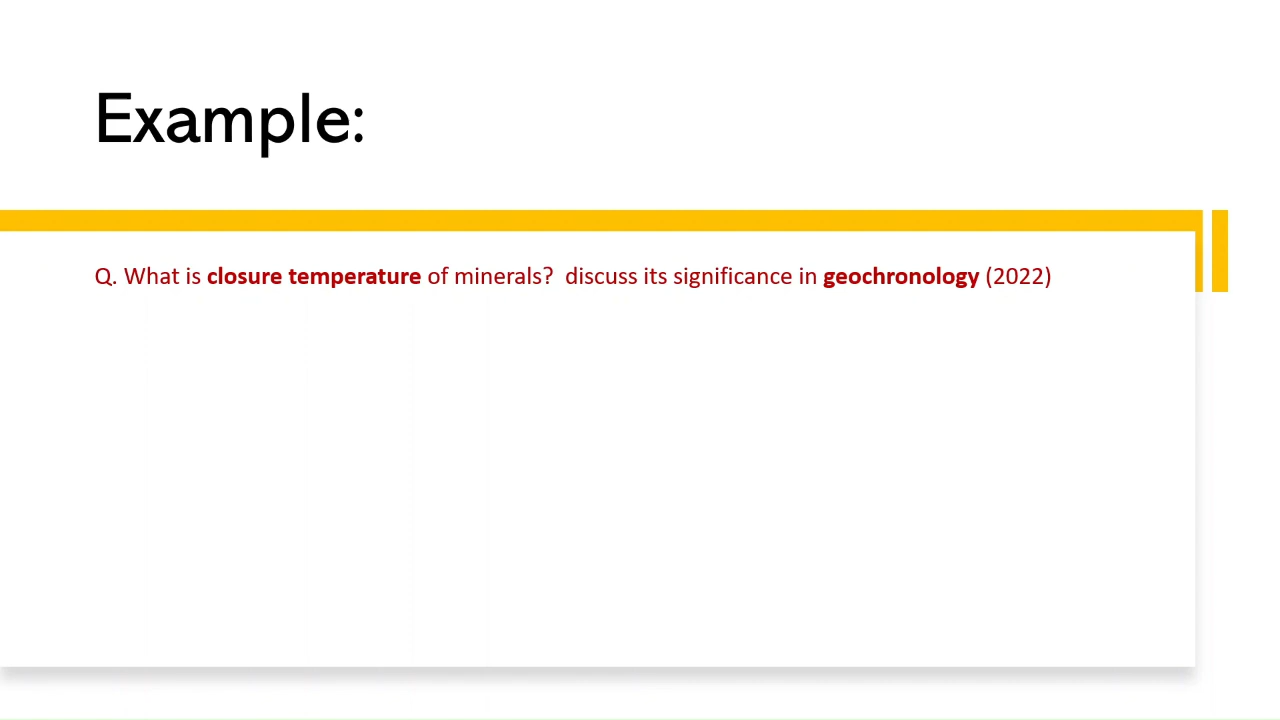 Example:
Q. What is closure temperature of minerals?  discuss its significance in geochronology (2022)